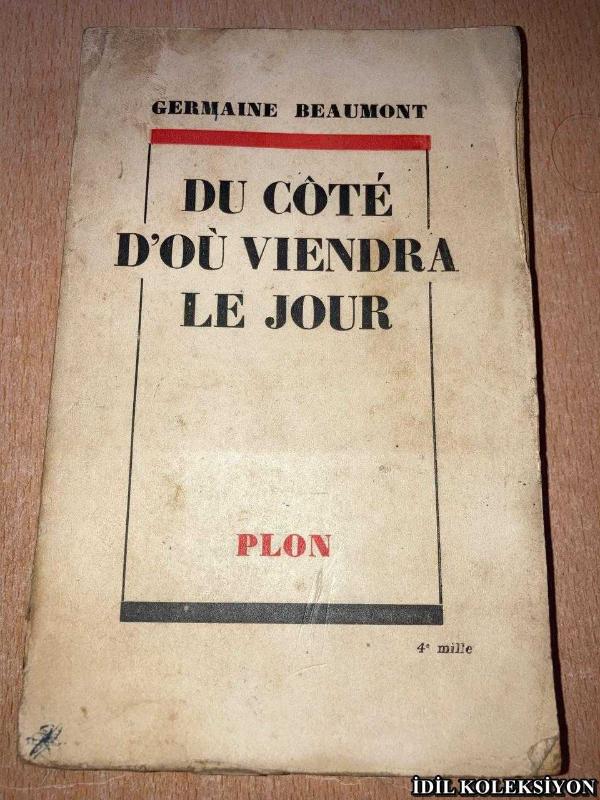 GERMAINE BEAUMONT
DU CÔTÉ
D'OÙ VIENDRA
LE JOUR
PLON
4e mille
İDİL KOLEKSİYON